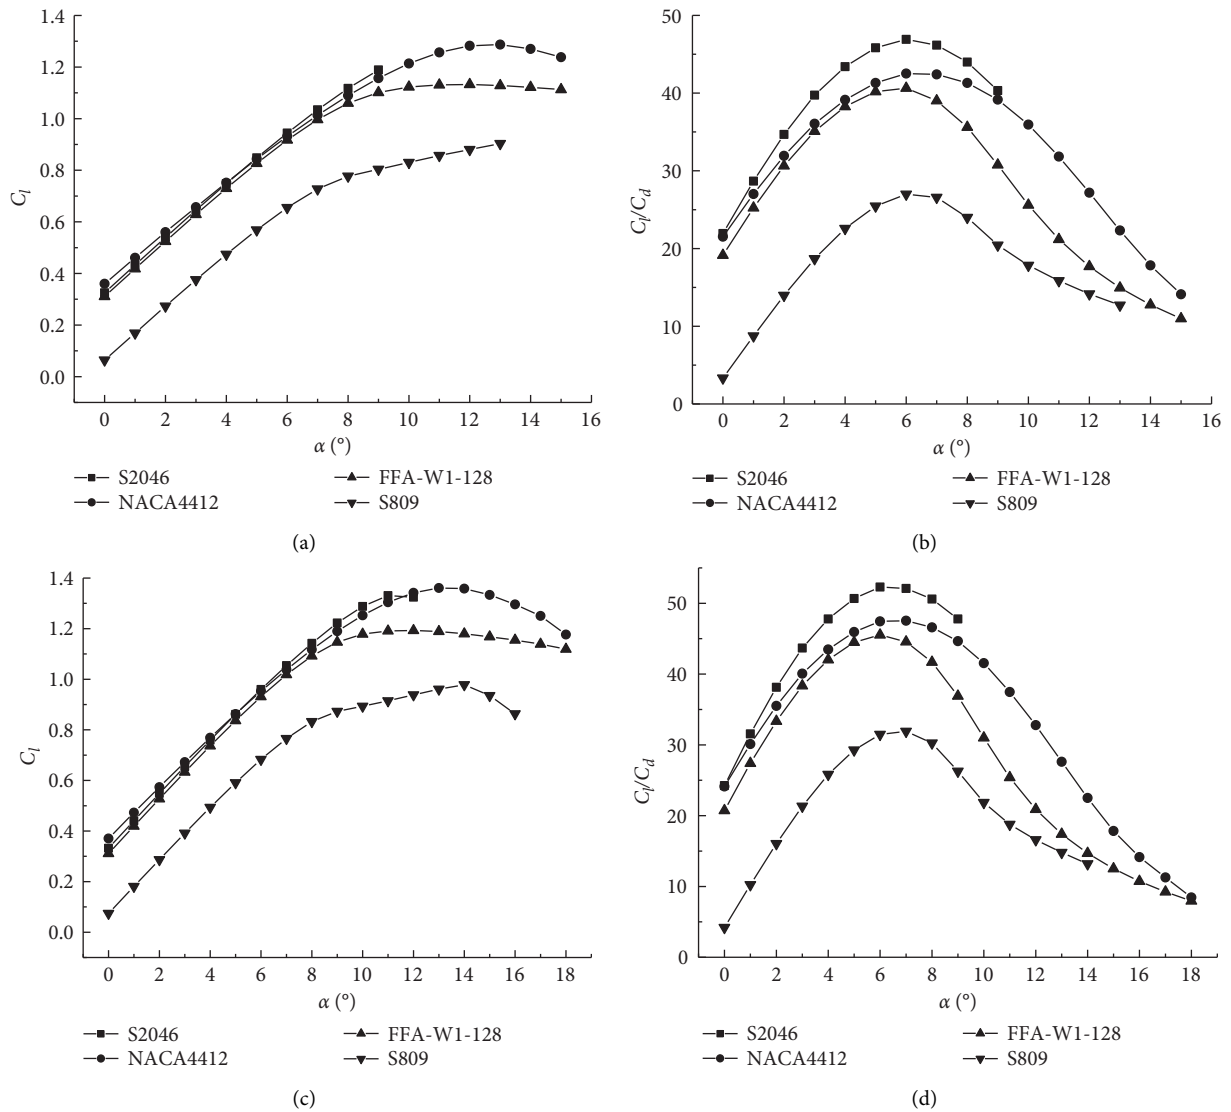 1.4
1.2
1.0
0.8
0.6
0.4
0.2
0.0
C_l
0 2 4 6 8 10 12 14 16
α (°)
S2046
NACA4412
FFA-W1-128
S809
(a)
50
40
30
20
10
0
C_l/C_d
0 2 4 6 8 10 12 14 16
α (°)
S2046
NACA4412
FFA-W1-128
S809
(b)
1.4
1.2
1.0
0.8
0.6
0.4
0.2
0.0
C_l
0 2 4 6 8 10 12 14 16 18
α (°)
S2046
NACA4412
FFA-W1-128
S809
(c)
50
40
30
20
10
0
C_l/C_d
0 2 4 6 8 10 12 14 16 18
α (°)
S2046
NACA4412
FFA-W1-128
S809
(d)